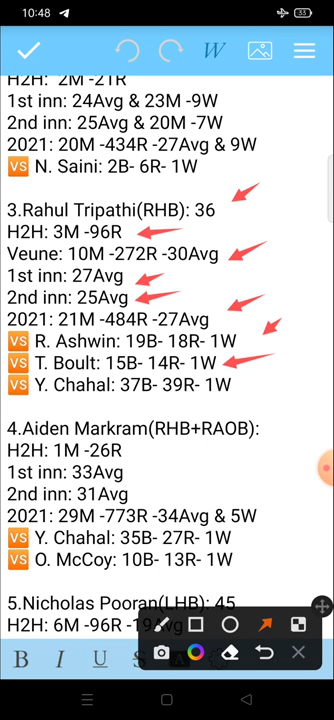 10:48
33
W
H2H: 2M -21R
1st inn: 24Avg & 23M -9W
2nd inn: 25Avg & 20M -7W
2021: 20M -434R -27Avg & 9W
VS N. Saini: 2B- 6R- 1W
3.Rahul Tripathi(RHB): 36
H2H: 3M -96R
Veune: 10M -272R -30Avg
1st inn: 27Avg
2nd inn: 25Avg
2021: 21M -484R -27Avg
VS R. Ashwin: 19B- 18R- 1W
VS T. Boult: 15B- 14R- 1W
VS Y. Chahal: 37B- 39R- 1W
4.Aiden Markram(RHB+RAOB):
H2H: 1M -26R
1st inn: 33Avg
2nd inn: 31Avg
2021: 29M -773R -34Avg & 5W
VS Y. Chahal: 35B- 27R- 1W
VS O. McCoy: 10B- 13R- 1W
5.Nicholas Pooran(LHB): 45
H2H: 6M -96R -19Avg
B I U S A